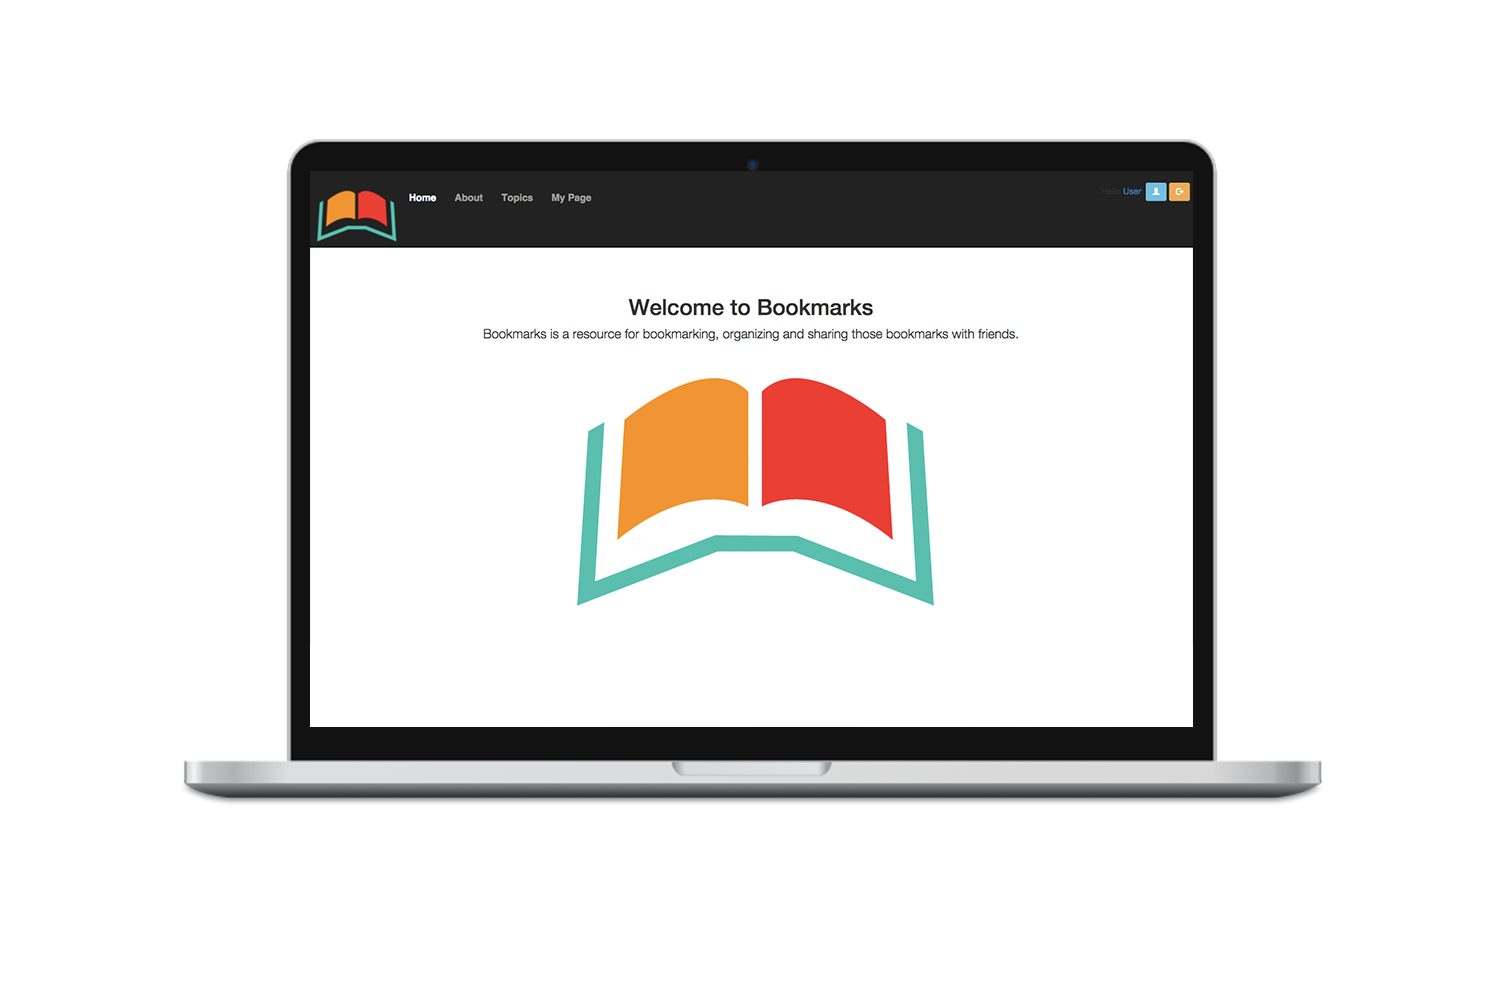 Home About Topics My Page Hello User
Welcome to Bookmarks
Bookmarks is a resource for bookmarking, organizing and sharing those bookmarks with friends.